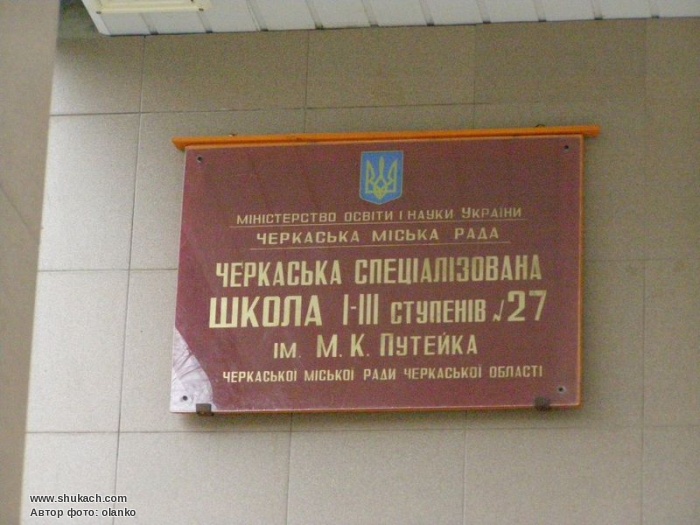 МІНІСТЕРСТВО ОСВІТИ І НАУКИ УКРАЇНИ
ЧЕРКАСЬКА МІСЬКА РАДА
ЧЕРКАСЬКА СПЕЦІАЛІЗОВАНА
ШКОЛА I-III СТУПЕНІВ №27
ІМ. М. К. ПУТЕЙКА
ЧЕРКАСЬКОЇ МІСЬКОЇ РАДИ ЧЕРКАСЬКОЇ ОБЛАСТІ
www.shukach.com
Автор фото: olanko